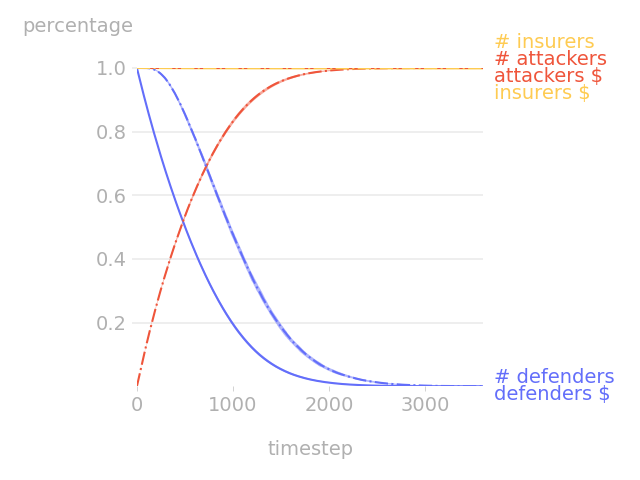 percentage
# insurers
# attackers
attackers $
insurers $
1.0
0.8
0.6
0.4
0.2
# defenders
defenders $
0 1000 2000 3000
timestep